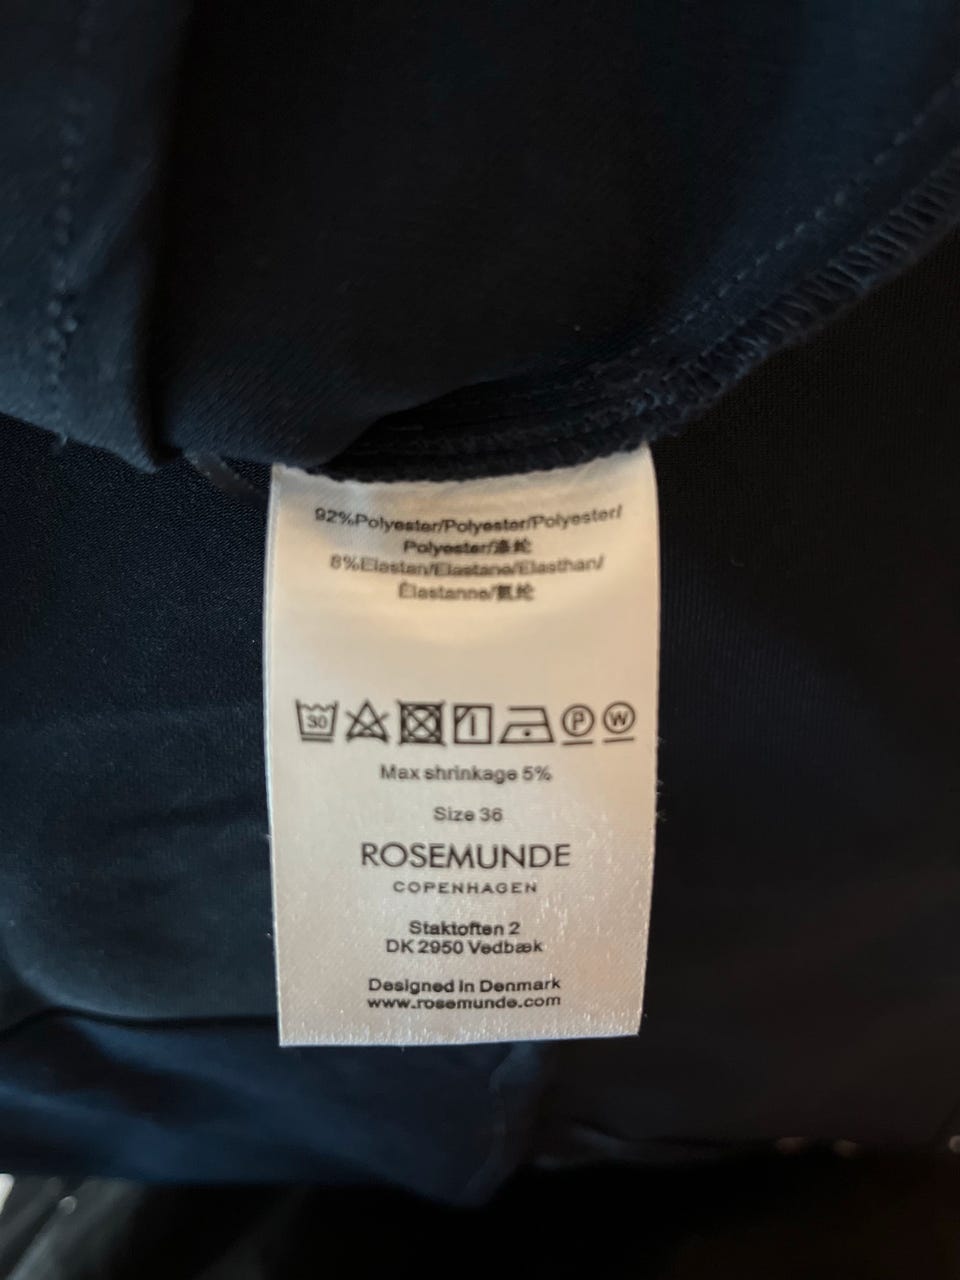 92%Polyester/Polyester/Polyester/
Polyester/涤纶
8%Elastan/Elastane/Elasthan/
Élastanne/氨纶
30
P
W
Max shrinkage 5%
Size 36
ROSEMUNDE
COPENHAGEN
Staktoften 2
DK 2950 Vedbæk
Designed In Denmark
www.rosemunde.com